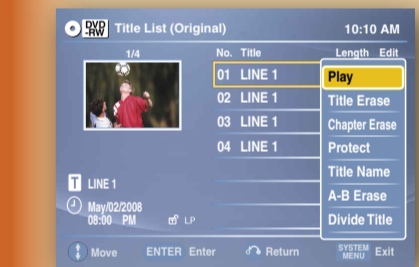 DVD -RW Title List (Original) 10:10 AM
1/4 No. Title Length Edit
01 LINE 1
02 LINE 1
03 LINE 1
04 LINE 1
Play
Title Erase
Chapter Erase
Protect
Title Name
A-B Erase
Divide Title
T LINE 1
May/02/2008
08:00 PM LP
Move ENTER Enter Return SYSTEM MENU Exit